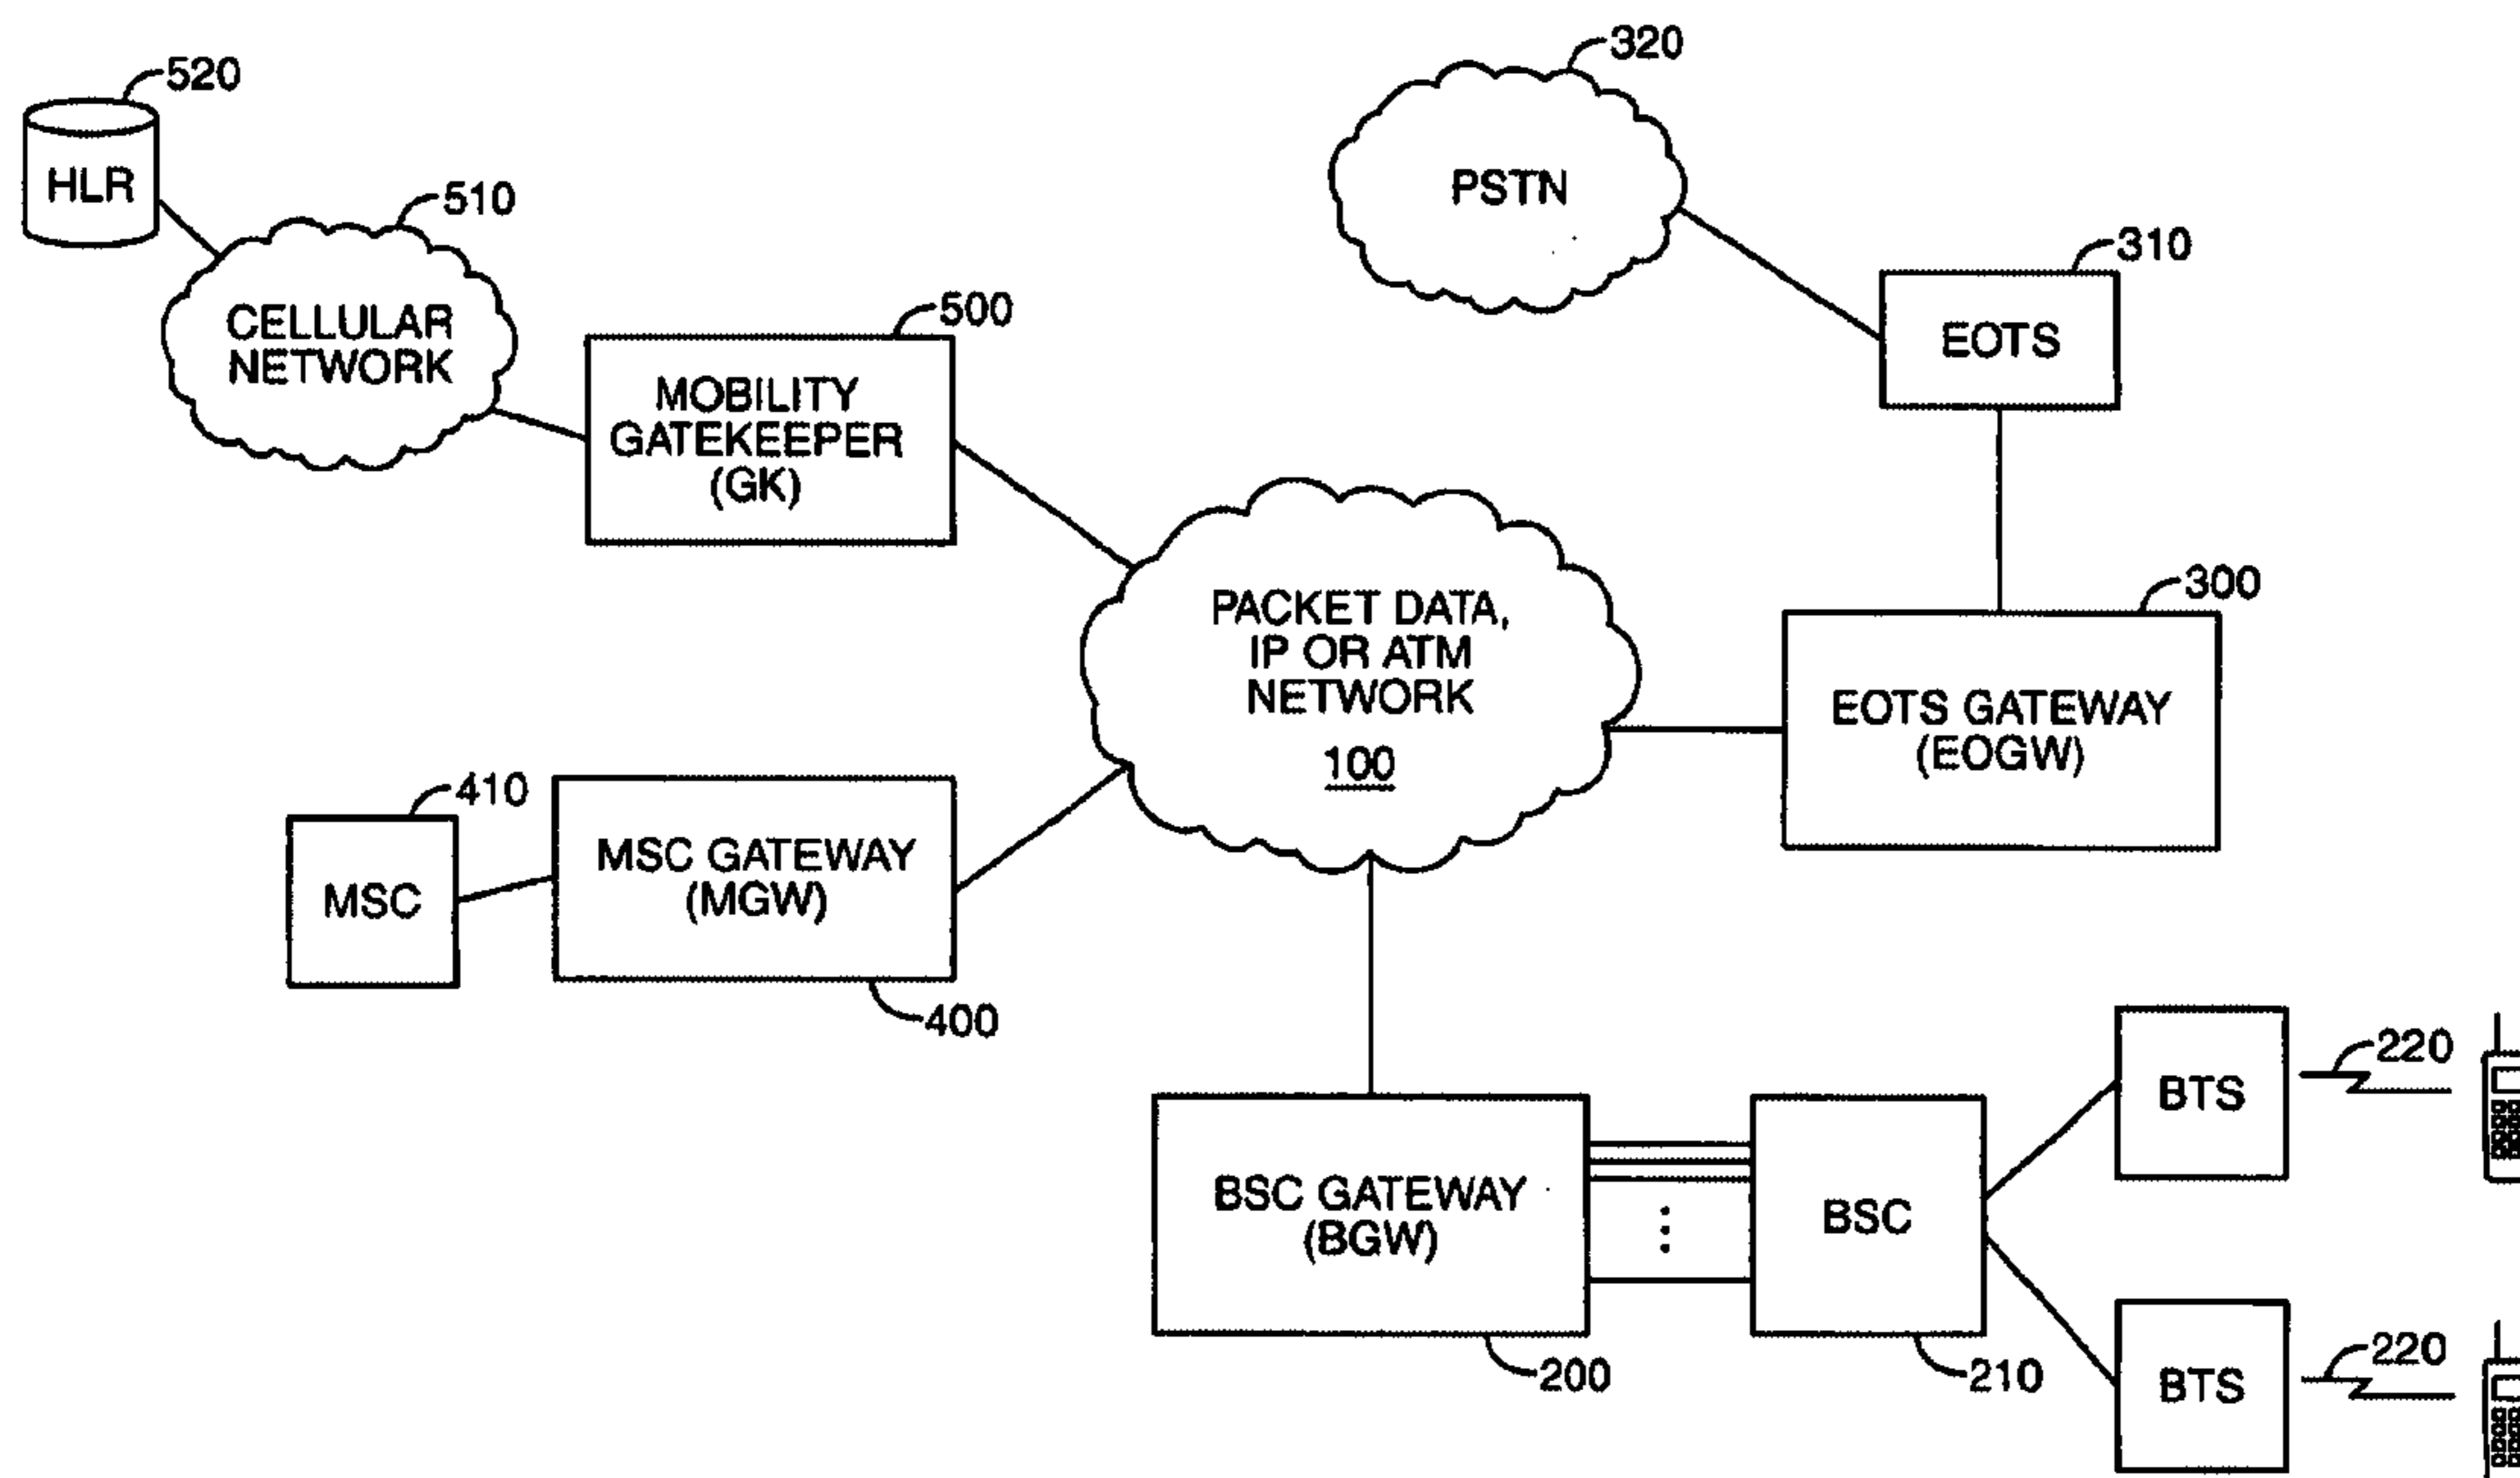 320
520
HLR
510
PSTN
310
CELLULAR
NETWORK
500
EOTS
MOBILITY
GATEKEEPER
(GK)
300
PACKET DATA,
IP OR ATM
NETWORK
100
EOTS GATEWAY
(EOGW)
410
MSC
MSC GATEWAY
(MGW)
400
BTS
220
BSC GATEWAY
(BGW)
BSC
200
210
BTS
220